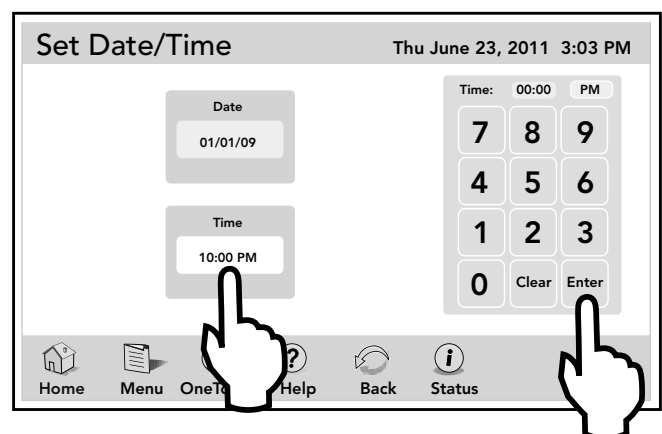 Set Date/Time
Thu June 23, 2011 3:03 PM
Date
01/01/09
Time
10:00 PM
Time: 00:00 PM
7 8 9
4 5 6
1 2 3
0 Clear Enter
Home Menu Help Back Status